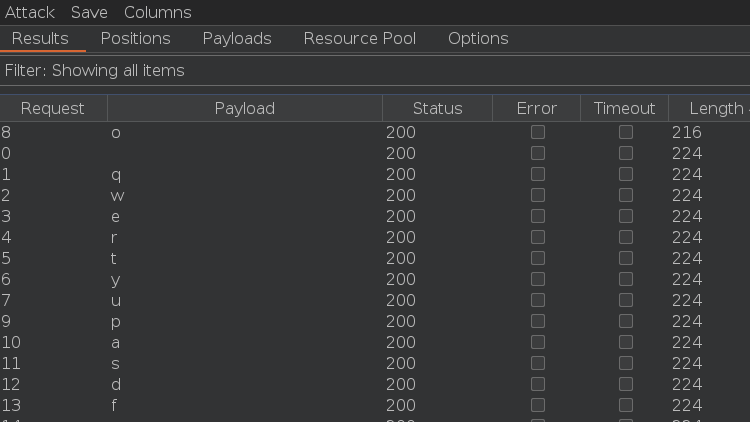 Attack Save Columns
Results Positions Payloads Resource Pool Options
Filter: Showing all items
Request Payload Status Error Timeout Length
8 o 200 216
0 200 224
1 q 200 224
2 w 200 224
3 e 200 224
4 r 200 224
5 t 200 224
6 y 200 224
7 u 200 224
9 p 200 224
10 a 200 224
11 s 200 224
12 d 200 224
13 f 200 224